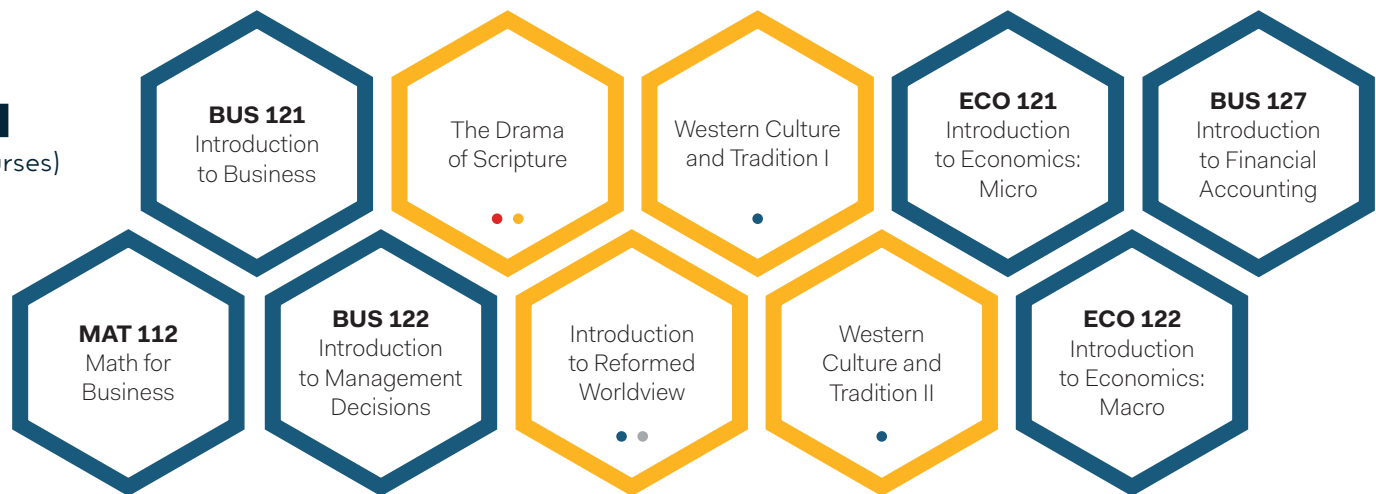 BUS 121
Introduction
to Business
The Drama
of Scripture
Western Culture
and Tradition I
ECO 121
Introduction
to Economics:
Micro
BUS 127
Introduction
to Financial
Accounting
MAT 112
Math for
Business
BUS 122
Introduction
to Management
Decisions
Introduction
to Reformed
Worldview
Western
Culture and
Tradition II
ECO 122
Introduction
to Economics:
Macro